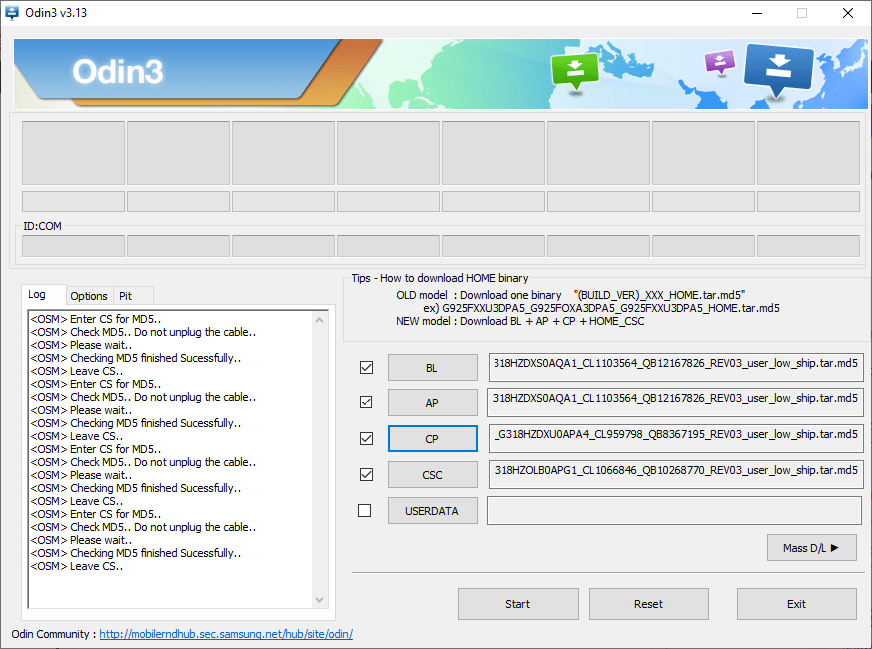 Odin3 v3.13
Odin3
ID:COM
Log
Options
Pit
<OSM> Enter CS for MD5..
<OSM> Check MD5.. Do not unplug the cable..
<OSM> Please wait..
<OSM> Checking MD5 finished Sucessfully..
<OSM> Leave CS..
<OSM> Enter CS for MD5..
<OSM> Check MD5.. Do not unplug the cable..
<OSM> Please wait..
<OSM> Checking MD5 finished Sucessfully..
<OSM> Leave CS..
<OSM> Enter CS for MD5..
<OSM> Check MD5.. Do not unplug the cable..
<OSM> Please wait..
<OSM> Checking MD5 finished Sucessfully..
<OSM> Leave CS..
<OSM> Enter CS for MD5..
<OSM> Check MD5.. Do not unplug the cable..
<OSM> Please wait..
<OSM> Checking MD5 finished Sucessfully..
<OSM> Leave CS..
Tips - How to download HOME binary
OLD model : Download one binary "(BUILD_VER)_XXX_HOME.tar.md5"
ex) G925FXXU3DPA5_G925FOXA3DPA5_G925FXXU3DPA5_HOME.tar.md5
NEW model : Download BL + AP + CP + HOME_CSC
BL 318HZDXS0AQA1_CL1103564_QB12167826_REV03_user_low_ship.tar.md5
AP 318HZDXS0AQA1_CL1103564_QB12167826_REV03_user_low_ship.tar.md5
CP _G318HZDXU0APA4_CL959798_QB8367195_REV03_user_low_ship.tar.md5
CSC 318HZOLB0APG1_CL1066846_QB10268770_REV03_user_low_ship.tar.md5
USERDATA
Mass D/L ►
Start Reset Exit
Odin Community : http://mobilerndhub.sec.samsung.net/hub/site/odin/